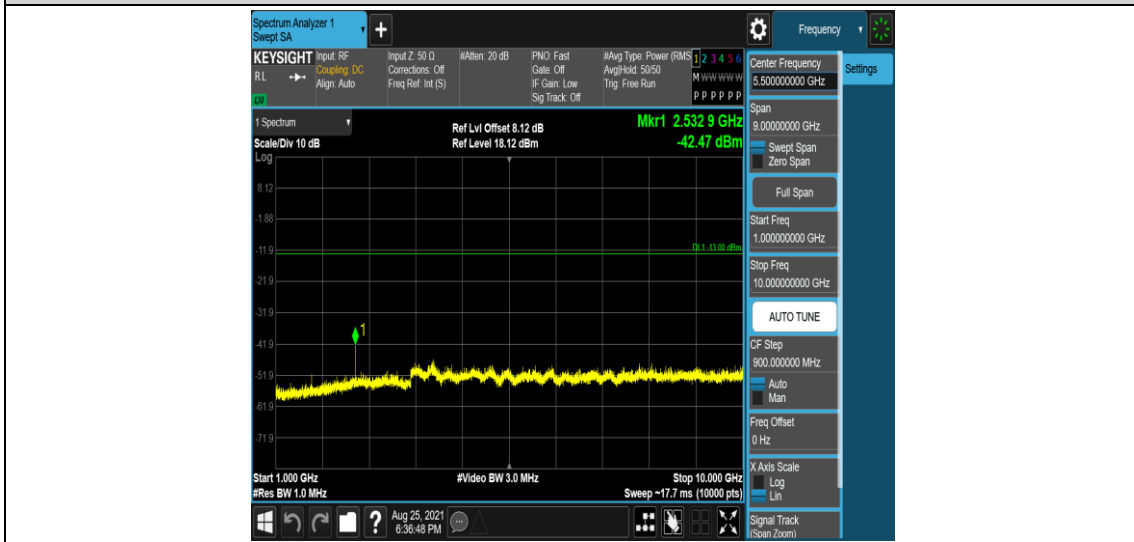 Spectrum Analyzer 1
Swept SA
+
Frequency
KEYSIGHT
RL
LXI
Input: RF
Coupling: DC
Align: Auto
Input Z: 50 Ω
Corrections: Off
Freq Ref: Int (S)
#Atten: 20 dB
PNO: Fast
Gate: Off
IF Gain: Low
Sig Track: Off
#Avg Type: Power (RMS
Avg|Hold: 50/50
Trig: Free Run
1 2 3 4 5 6
M W W W W W
P P P P P P
1 Spectrum
Scale/Div 10 dB
Log
Ref Lvl Offset 8.12 dB
Ref Level 18.12 dBm
Mkr1 2.532 9 GHz
-42.47 dBm
8.12
-1.88
-11.9
DL1 -13.00 dBm
-21.9
-31.9
1
-41.9
-51.9
-61.9
-71.9
Start 1.000 GHz
#Res BW 1.0 MHz
#Video BW 3.0 MHz
Stop 10.000 GHz
Sweep ~17.7 ms (10000 pts)
?
Aug 25, 2021
6:36:48 PM
Center Frequency
5.500000000 GHz
Settings
Span
9.00000000 GHz
Swept Span
Zero Span
Full Span
Start Freq
1.000000000 GHz
Stop Freq
10.000000000 GHz
AUTO TUNE
CF Step
900.000000 MHz
Auto
Man
Freq Offset
0 Hz
X Axis Scale
Log
Lin
Signal Track
(Span Zoom)